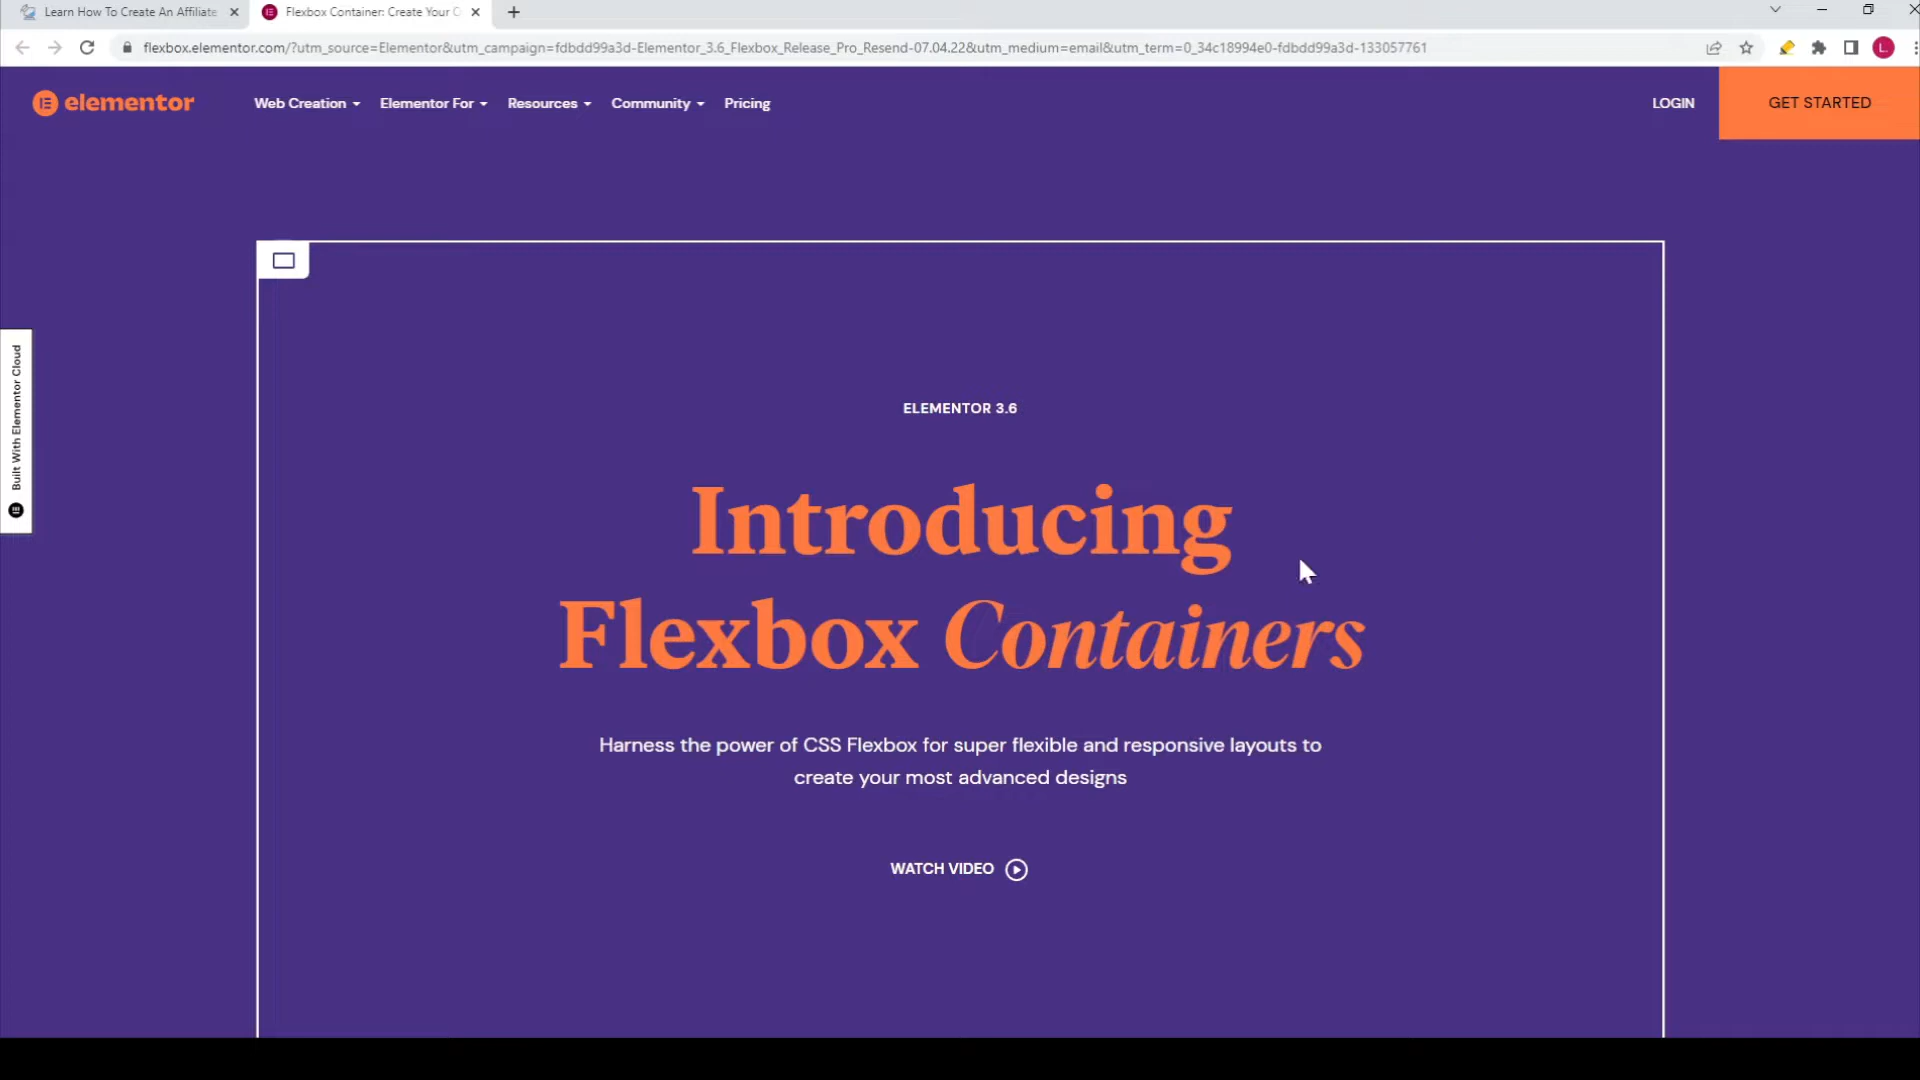 Learn How To Create An Affiliate
Flexbox Container: Create Your C
flexbox.elementor.com/?utm_source=Elementor&utm_campaign=fdbdd99a3d-Elementor_3.6_Flexbox_Release_Pro_Resend-07.04.22&utm_medium=email&utm_term=0_34c18994e0-fdbdd99a3d-133057761
L
elementor
Web Creation
Elementor For
Resources
Community
Pricing
LOGIN
GET STARTED
Built With Elementor Cloud
ELEMENTOR 3.6
Introducing
Flexbox Containers
Harness the power of CSS Flexbox for super flexible and responsive layouts to
create your most advanced designs
WATCH VIDEO